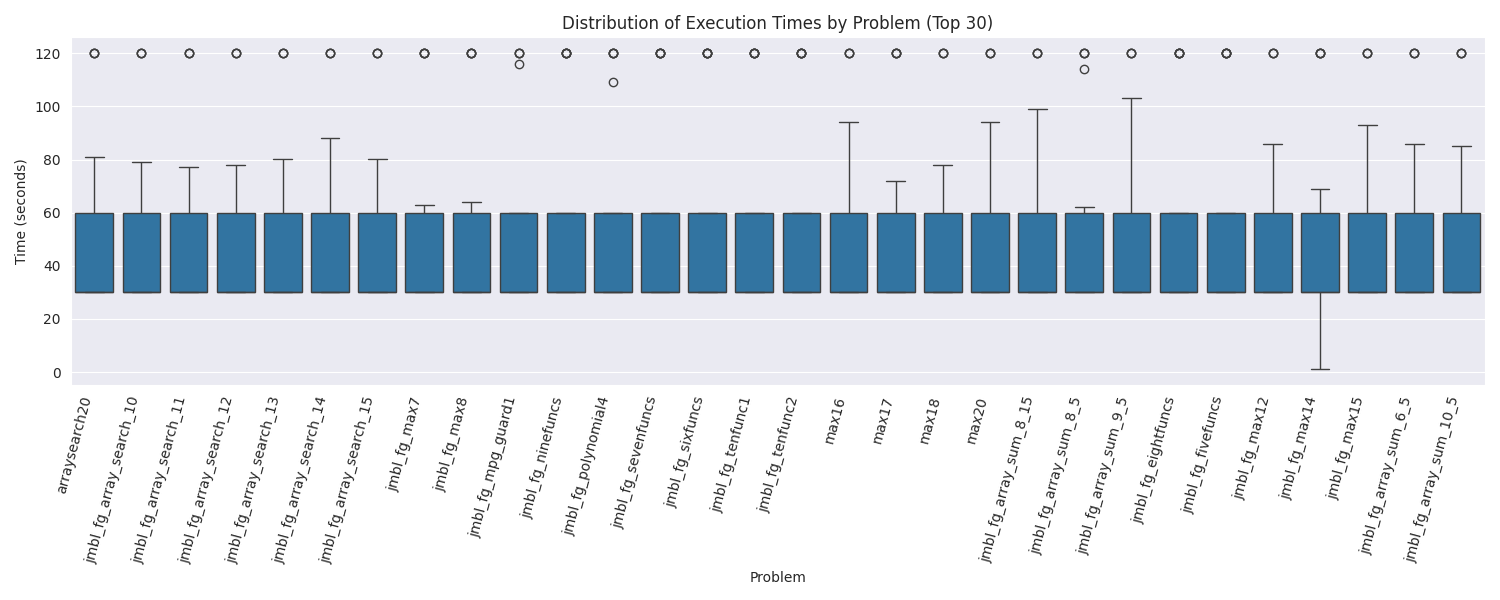 Distribution of Execution Times by Problem (Top 30)
Time (seconds)
120
100
80
60
40
20
0
arraysearch20
jmbl_fg_array_search_10
jmbl_fg_array_search_11
jmbl_fg_array_search_12
jmbl_fg_array_search_13
jmbl_fg_array_search_14
jmbl_fg_array_search_15
jmbl_fg_max7
jmbl_fg_max8
jmbl_fg_mpg_guard1
jmbl_fg_ninefuncs
jmbl_fg_polynomial4
jmbl_fg_sevenfuncs
jmbl_fg_sixfuncs
jmbl_fg_tenfunc1
jmbl_fg_tenfunc2
max16
max17
max18
max20
jmbl_fg_array_sum_8_15
jmbl_fg_array_sum_8_5
jmbl_fg_array_sum_9_5
jmbl_fg_eightfuncs
jmbl_fg_fivefuncs
jmbl_fg_max12
jmbl_fg_max14
jmbl_fg_max15
jmbl_fg_array_sum_6_5
jmbl_fg_array_sum_10_5
Problem